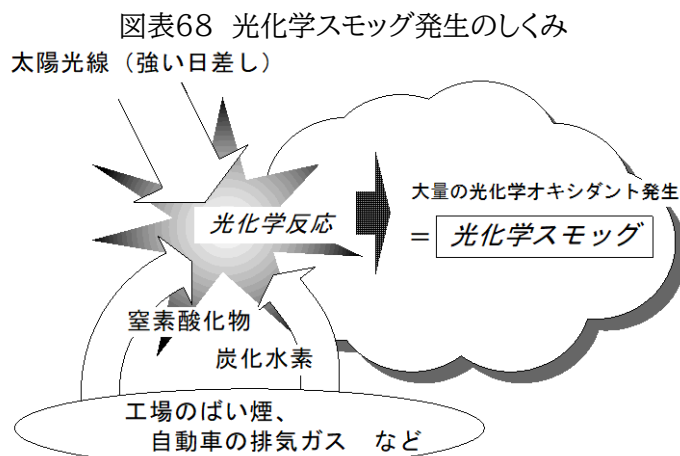 図表68 光化学スモッグ発生のしくみ
太陽光線（強い日差し）
光化学反応
大量の光化学オキシダント発生
= 光化学スモッグ
窒素酸化物
炭化水素
工場のばい煙、
自動車の排気ガス など